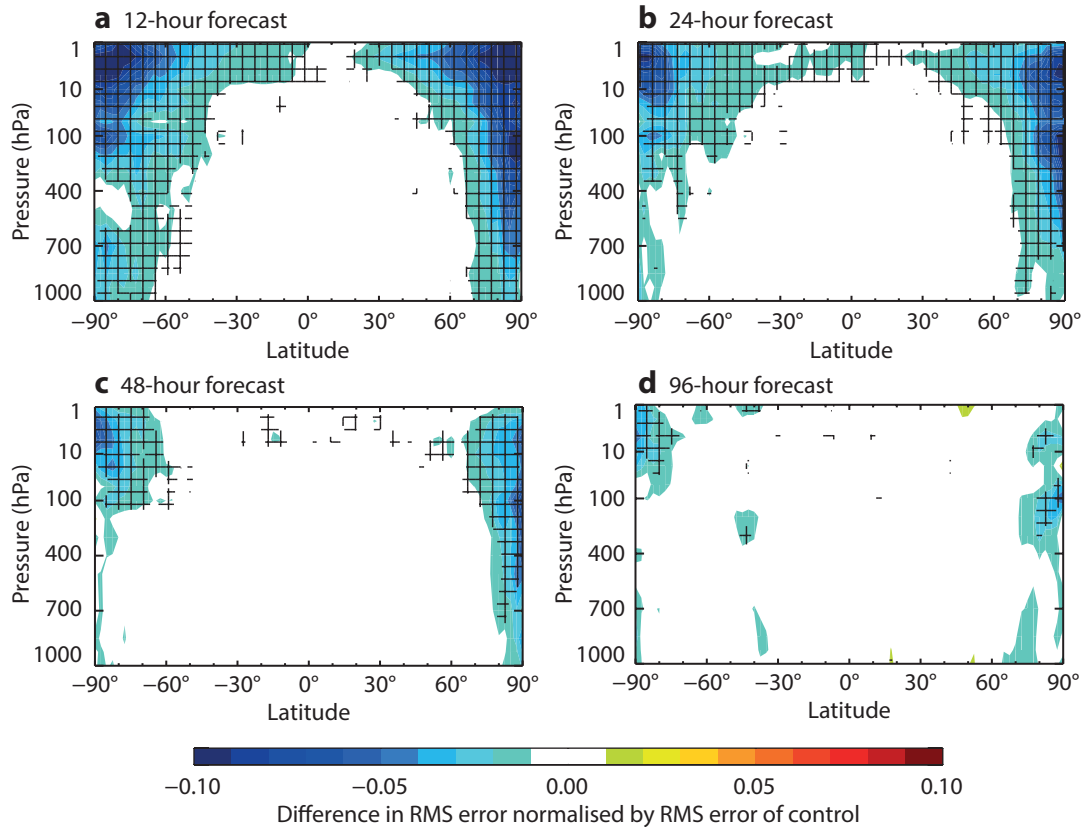 a 12-hour forecast
b 24-hour forecast
Pressure (hPa)
1
10
100
400
700
1000
−90° −60° −30° 0° 30° 60° 90°
Latitude
Pressure (hPa)
1
10
100
400
700
1000
−90° −60° −30° 0° 30° 60° 90°
Latitude
c 48-hour forecast
d 96-hour forecast
Pressure (hPa)
1
10
100
400
700
1000
−90° −60° −30° 0° 30° 60° 90°
Latitude
Pressure (hPa)
1
10
100
400
700
1000
−90° −60° −30° 0° 30° 60° 90°
Latitude
−0.10 −0.05 0.00 0.05 0.10
Difference in RMS error normalised by RMS error of control